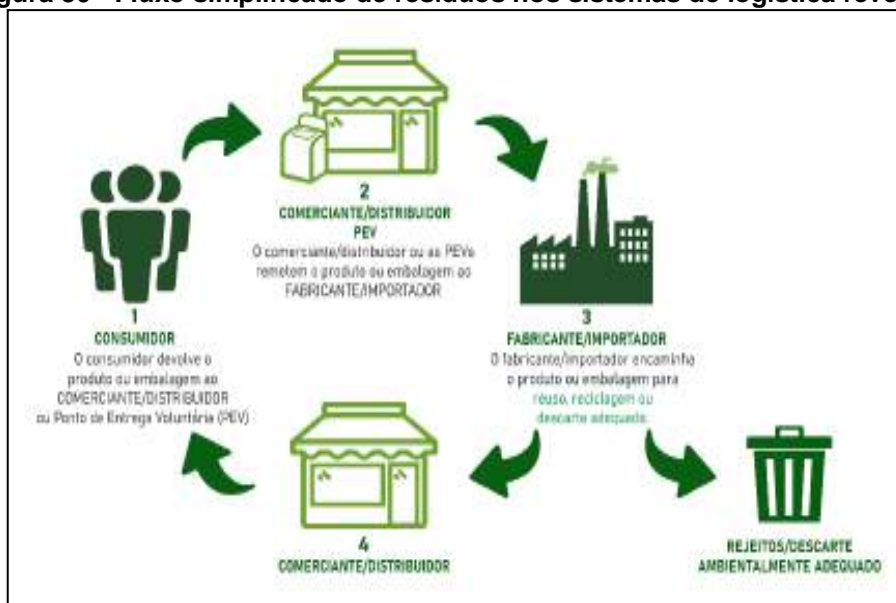 Fluxo simplificado de resíduos nos sistemas de logística
2
COMERCIANTE/DISTRIBUIDOR
PEV
O comerciante/distribuidor ou as PEVs
remetem o produto ou embalagem ao
FABRICANTE/IMPORTADOR
1
CONSUMIDOR
O consumidor devolve o
produto ou embalagem ao
COMERCIANTE/DISTRIBUIDOR
ou Ponto de Entrega Voluntária (PEV)
3
FABRICANTE/IMPORTADOR
O fabricante/importador encaminha
o produto ou embalagem para
reuso, reciclagem ou
descarte adequado.
4
COMERCIANTE/DISTRIBUIDOR
REJEITOS/DESCARTE
AMBIENTALMENTE ADEQUADO